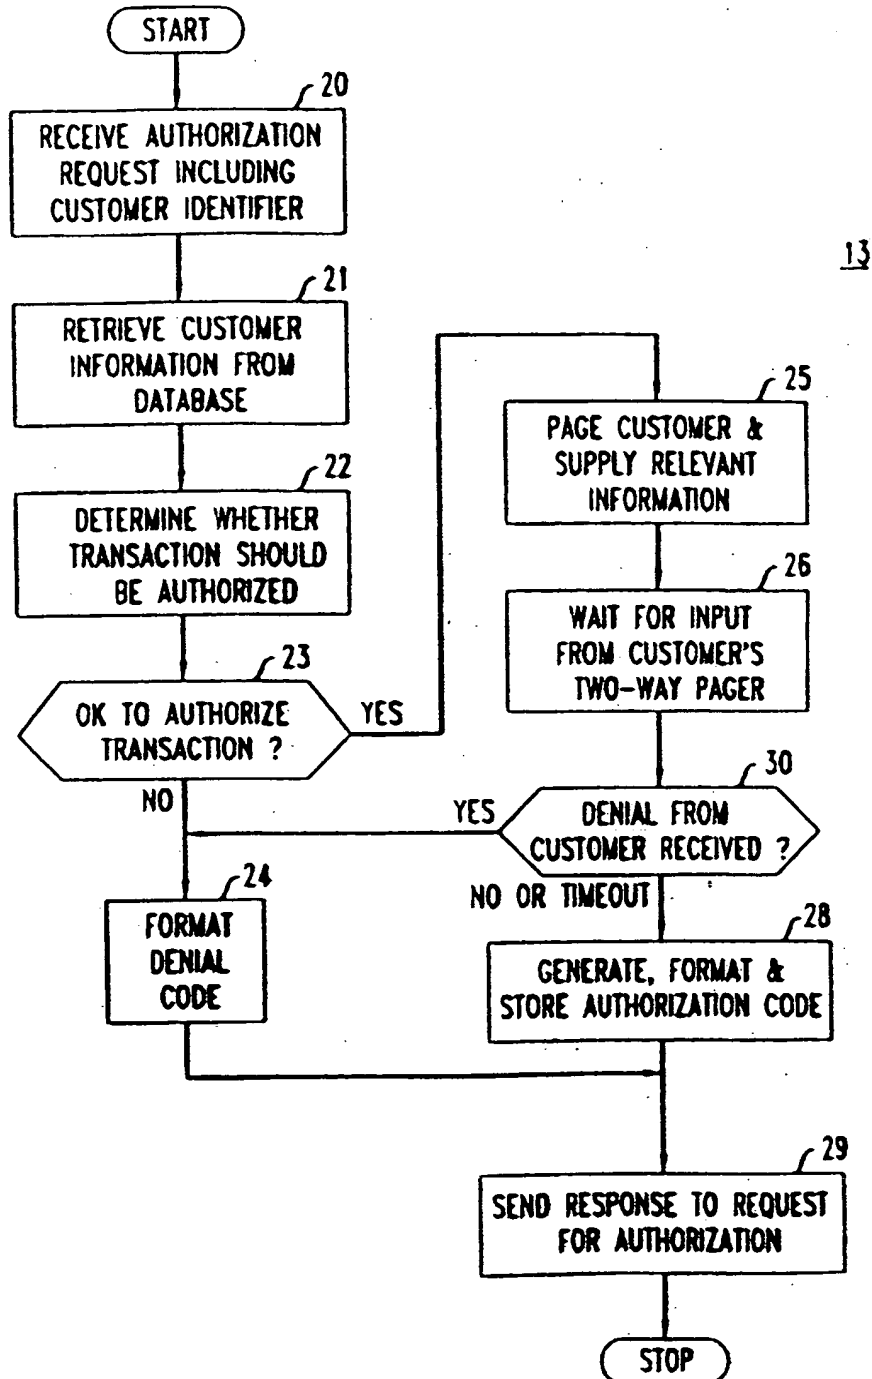 START
20
RECEIVE AUTHORIZATION
REQUEST INCLUDING
CUSTOMER IDENTIFIER
21
RETRIEVE CUSTOMER
INFORMATION FROM
DATABASE
22
DETERMINE WHETHER
TRANSACTION SHOULD
BE AUTHORIZED
23
OK TO AUTHORIZE
TRANSACTION ?
YES
NO
24
FORMAT
DENIAL
CODE
13
25
PAGE CUSTOMER &
SUPPLY RELEVANT
INFORMATION
26
WAIT FOR INPUT
FROM CUSTOMER'S
TWO-WAY PAGER
30
DENIAL FROM
CUSTOMER RECEIVED ?
YES
NO OR TIMEOUT
28
GENERATE, FORMAT &
STORE AUTHORIZATION CODE
29
SEND RESPONSE TO REQUEST
FOR AUTHORIZATION
STOP